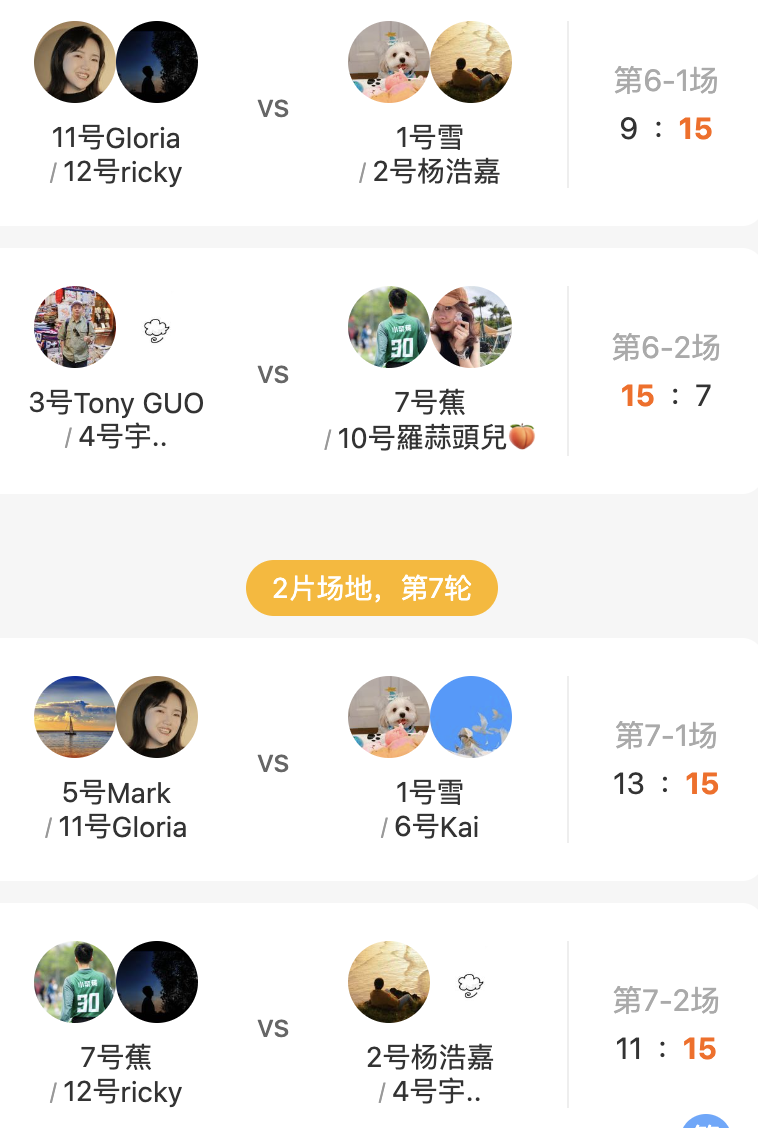 11号Gloria
/ 12号ricky
VS
1号雪
/ 2号杨浩嘉
第6-1场
9 : 15
3号Tony GUO
/ 4号宇..
VS
小香蕉
30
7号蕉
/ 10号羅蒜頭兒🍑
第6-2场
15 : 7
2片场地，第7轮
5号Mark
/ 11号Gloria
VS
1号雪
/ 6号Kai
第7-1场
13 : 15
30
7号蕉
/ 12号ricky
VS
2号杨浩嘉
/ 4号宇..
第7-2场
11 : 15